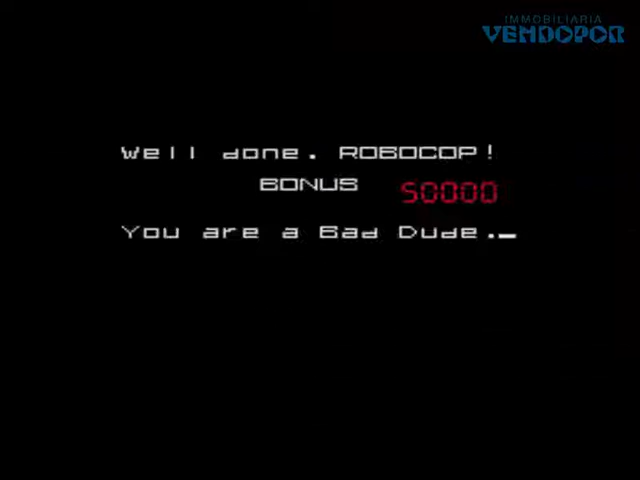 IMMOBILIARIA
VENDOPOR
Well done. ROBOCOP!
BONUS 50000
You are a Bad Dude.